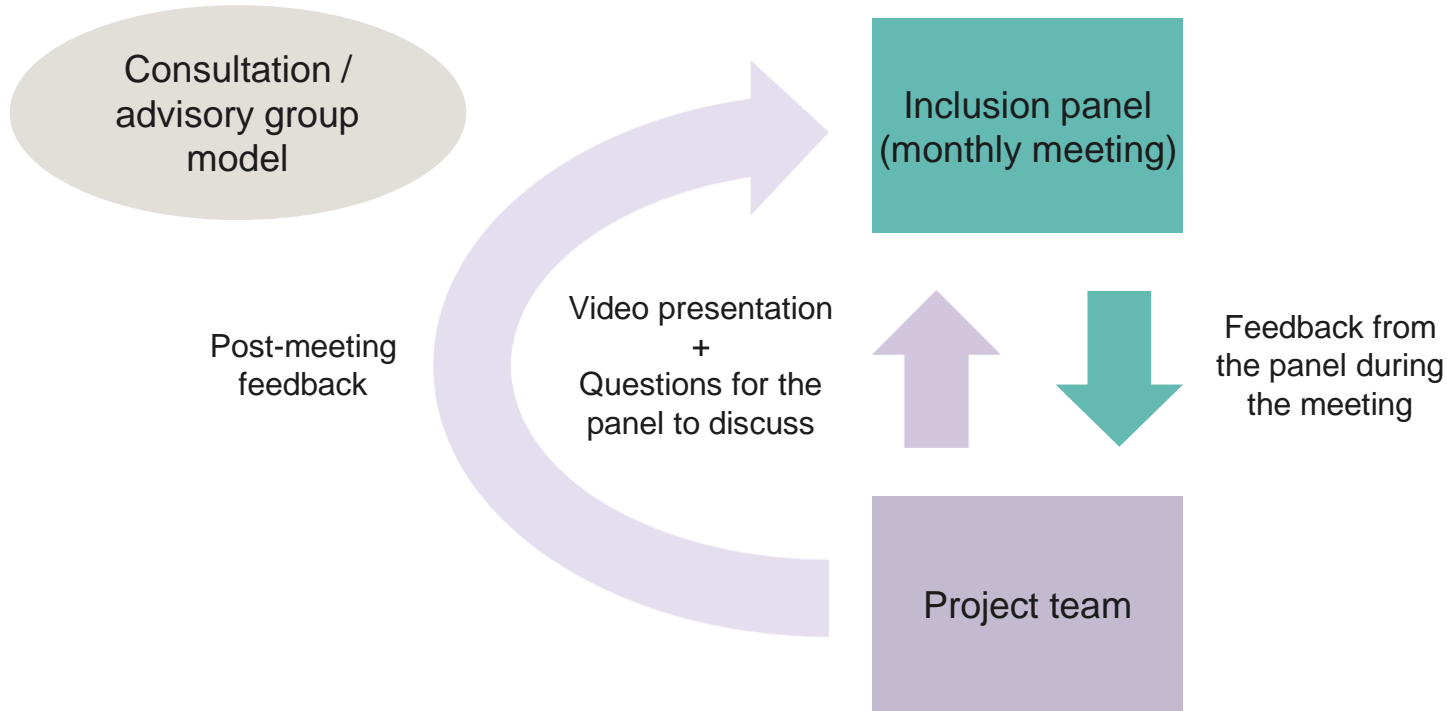 Consultation /
advisory group
model
Inclusion panel
(monthly meeting)
Post-meeting
feedback
Video presentation
+
Questions for the
panel to discuss
Feedback from
the panel during
the meeting
Project team